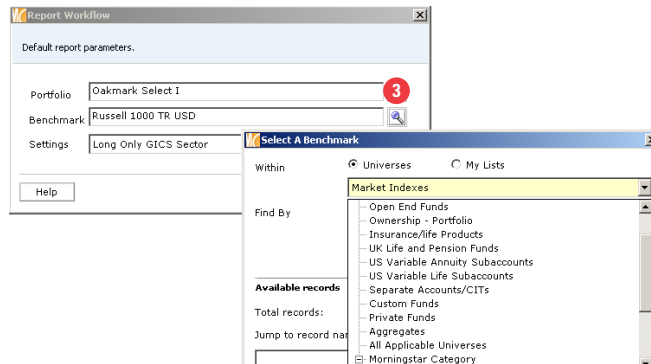 Report Workflow
Default report parameters.
Portfolio Oakmark Select I
3
Benchmark Russell 1000 TR USD
Settings Long Only GICS Sector
Help
Select A Benchmark
Within Universes My Lists
Market Indexes
Find By
Open End Funds
Ownership - Portfolio
Insurance/life Products
UK Life and Pension Funds
US Variable Annuity Subaccounts
US Variable Life Subaccounts
Available records
Separate Accounts/CITs
Custom Funds
Total records:
Private Funds
Aggregates
Jump to record
All Applicable Universes
Morningstar Category